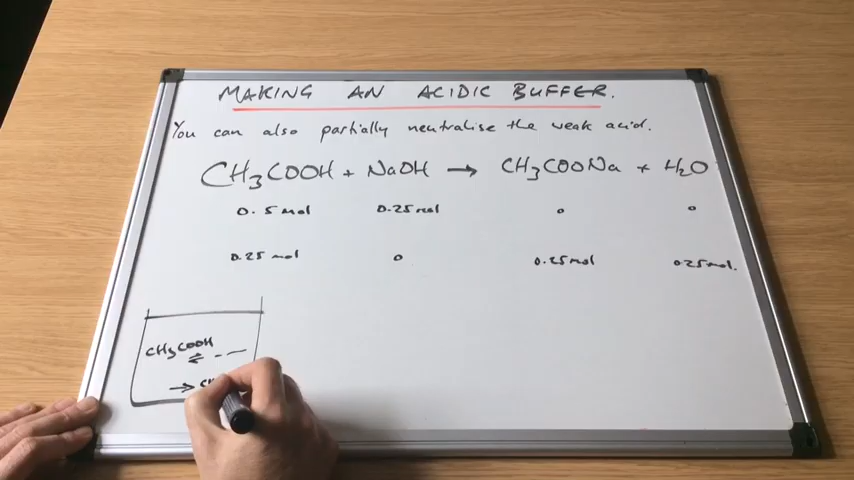 MAKING AN ACIDIC BUFFER.
You can also partially neutralise the weak acid.
CH3COOH + NaOH → CH3COONa + H2O
0.5 mol 0.25 mol 0 0
0.25 mol 0 0.25 mol 0.25 mol.
CH3COOH
⇌ ---
→